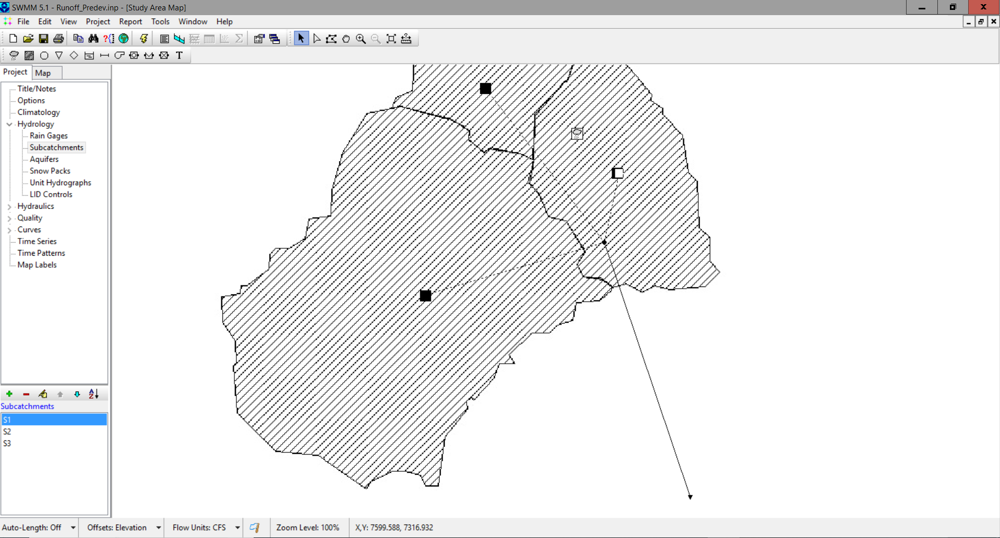 SWMM 5.1 - Runoff_Predev.inp - [Study Area Map]
File Edit View Project Report Tools Window Help
T
Project Map
Title/Notes
Options
Climatology
Hydrology
Rain Gages
Subcatchments
Aquifers
Snow Packs
Unit Hydrographs
LID Controls
Hydraulics
Quality
Curves
Time Series
Time Patterns
Map Labels
Subcatchments
S1
S2
S3
Auto-Length: Off Offsets: Elevation Flow Units: CFS Zoom Level: 100% X,Y: 7599.588, 7316.932